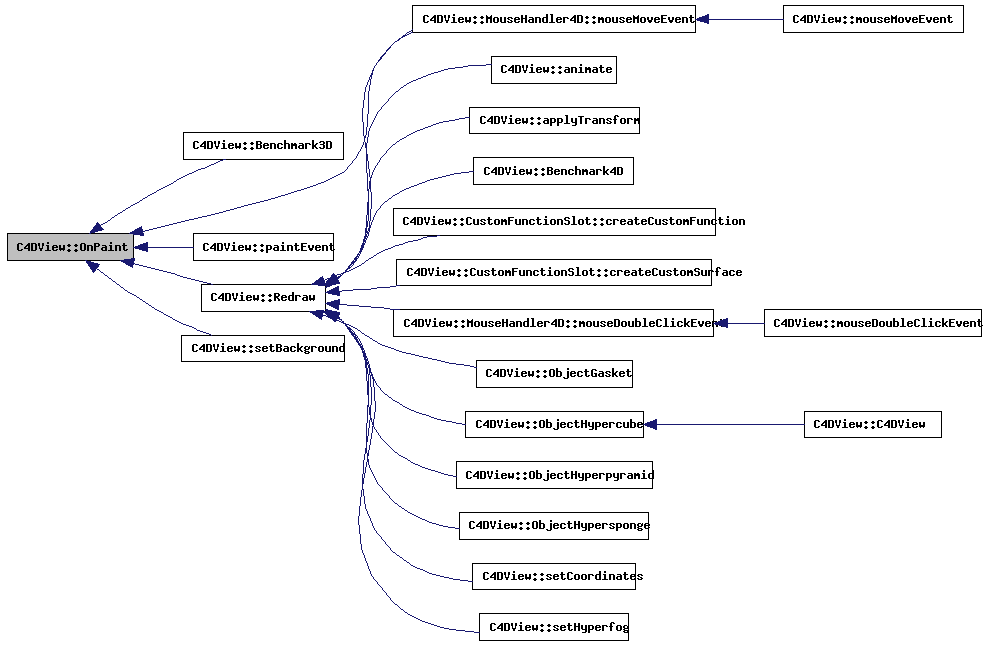 C4DView::MouseHandler4D::mouseMoveEvent
C4DView::mouseMoveEvent
C4DView::animate
C4DView::applyTransform
C4DView::Benchmark3D
C4DView::Benchmark4D
C4DView::CustomFunctionSlot::createCustomFunction
C4DView::OnPaint
C4DView::paintEvent
C4DView::CustomFunctionSlot::createCustomSurface
C4DView::Redraw
C4DView::MouseHandler4D::mouseDoubleClickEvent
C4DView::mouseDoubleClickEvent
C4DView::setBackground
C4DView::ObjectGasket
C4DView::ObjectHypercube
C4DView::C4DView
C4DView::ObjectHyperpyramid
C4DView::ObjectHypersponge
C4DView::setCoordinates
C4DView::setHyperfog